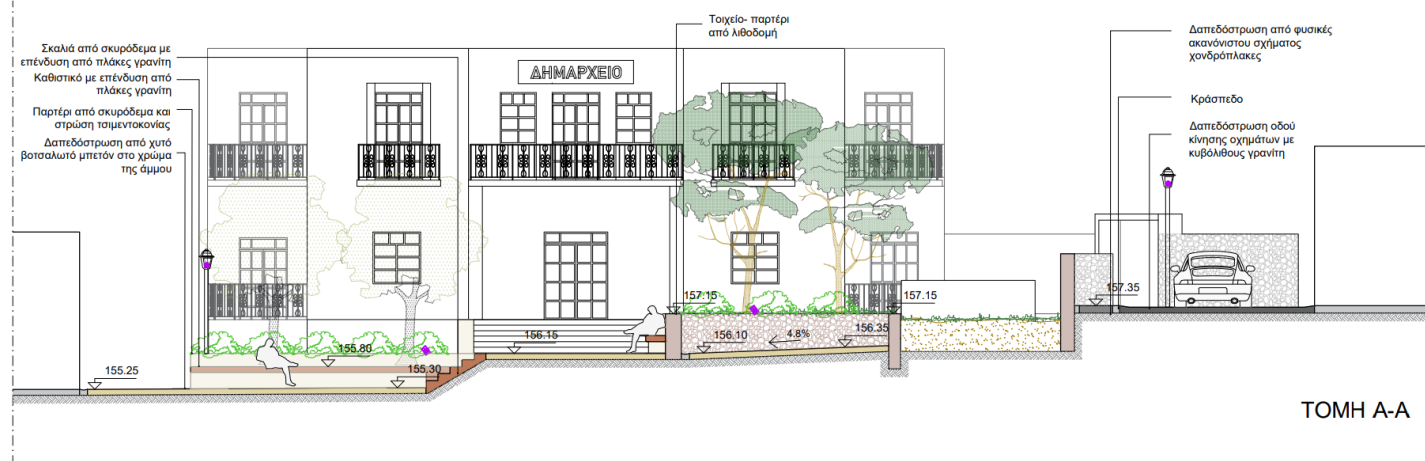 Τοιχείο- παρτέρι
από λιθοδομή
Δαπεδόστρωση από φυσικές
ακανόνιστου σχήματος
χονδρόπλακες
Σκαλιά από σκυρόδεμα με
επένδυση από πλάκες γρανίτη
Καθιστικό με επένδυση από
πλάκες γρανίτη
Παρτέρι από σκυρόδεμα και
στρώση τσιμεντοκονίας
Δαπεδόστρωση από χυτό
βοτσαλωτό μπετόν στο χρώμα
της άμμου
ΔΗΜΑΡΧΕΙΟ
Κράσπεδο
Δαπεδόστρωση οδού
κίνησης οχημάτων με
κυβόλιθους γρανίτη
157.15
157.15
157.35
156.15
156.10
4.8%
156.35
155.80
155.30
155.25
ΤΟΜΗ Α-Α